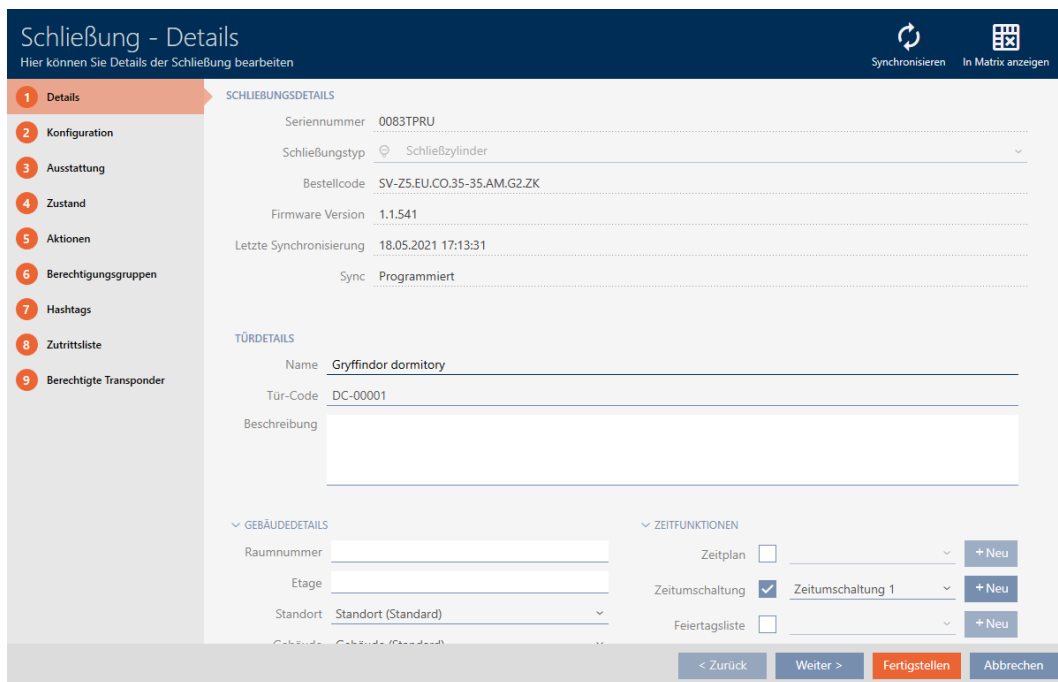 Schließung - Details
Hier können Sie Details der Schließung bearbeiten
Synchronisieren
In Matrix anzeigen
1 Details
2 Konfiguration
3 Ausstattung
4 Zustand
5 Aktionen
6 Berechtigungsgruppen
7 Hashtags
8 Zutrittsliste
9 Berechtigte Transponder
SCHLIEßUNGSDETAILS
Seriennummer 0083TPRU
Schließungstyp Schließzylinder
Bestellcode SV-Z5.EU.CO.35-35.AM.G2.ZK
Firmware Version 1.1.541
Letzte Synchronisierung 18.05.2021 17:13:31
Sync Programmiert
TÜRDETAILS
Name Gryffindor dormitory
Tür-Code DC-00001
Beschreibung
GEBÄUDEDETAILS
Raumnummer
Etage
Standort Standort (Standard)
Gebäude Gebäude (Standard)
ZEITFUNKTIONEN
Zeitplan + Neu
Zeitumschaltung Zeitumschaltung 1 + Neu
Feiertagsliste + Neu
< Zurück
Weiter >
Fertigstellen
Abbrechen